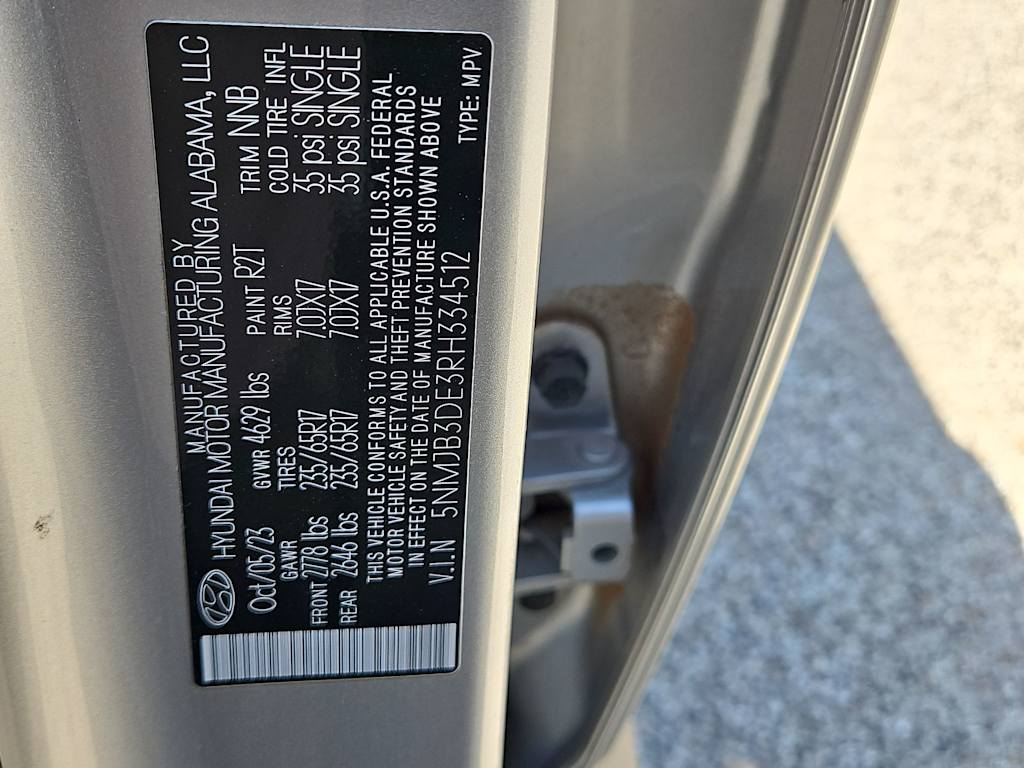 MANUFACTURED BY
HYUNDAI MOTOR MANUFACTURING ALABAMA, LLC
Oct/05/23 GVWR 4629 lbs PAINT R2T TRIM NNB
GAWR TIRES RIMS COLD TIRE INFL
FRONT 2778 lbs 235/65R17 7.0JX17 35 psi SINGLE
REAR 2646 lbs 235/65R17 7.0JX17 35 psi SINGLE
THIS VEHICLE CONFORMS TO ALL APPLICABLE U.S.A. FEDERAL
MOTOR VEHICLE SAFETY AND THEFT PREVENTION STANDARDS
IN EFFECT ON THE DATE OF MANUFACTURE SHOWN ABOVE
V.I.N 5NMJB3DE3RH334512 TYPE: MPV